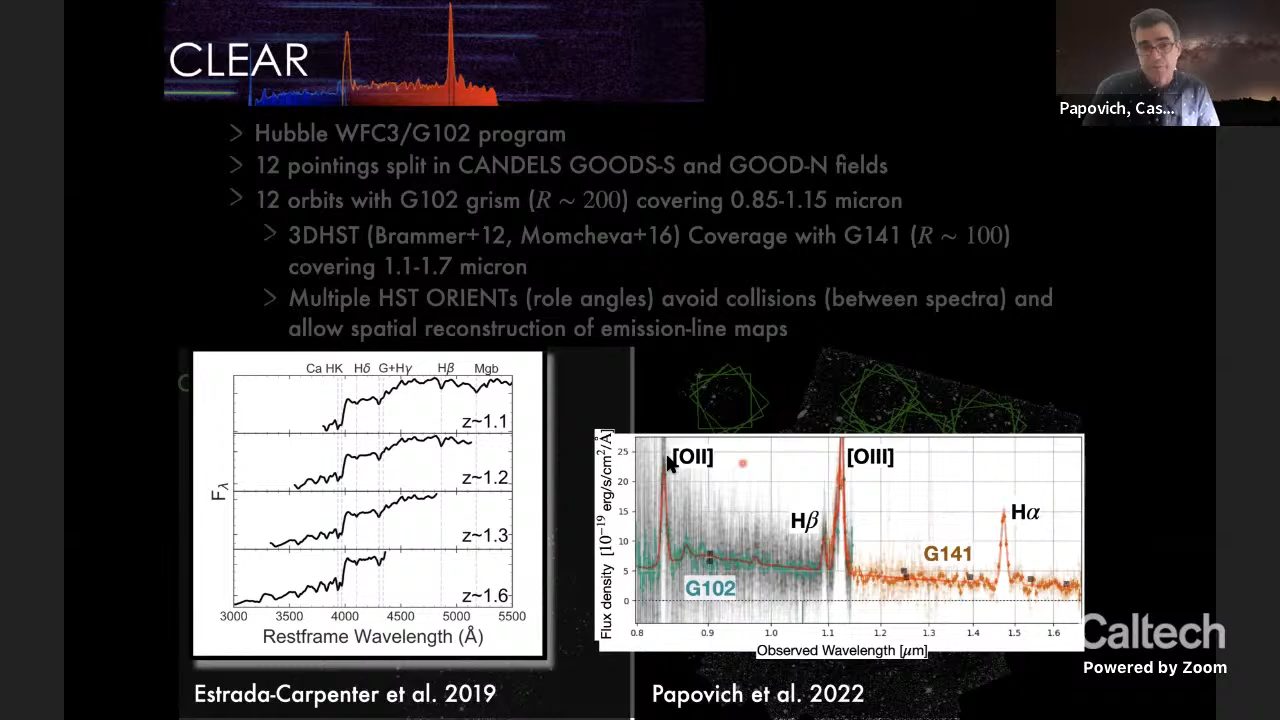 CLEAR
Papovich, Cas...
> Hubble WFC3/G102 program
> 12 pointings split in CANDELS GOODS-S and GOOD-N fields
> 12 orbits with G102 grism (R ~ 200) covering 0.85-1.15 micron
> 3DHST (Brammer+12, Momcheva+16) Coverage with G141 (R ~ 100)
covering 1.1-1.7 micron
> Multiple HST ORIENTs (role angles) avoid collisions (between spectra) and
allow spatial reconstruction of emission-line maps
Ca HK Hδ G+Hγ Hβ Mgb
z~1.1
z~1.2
Fλ
z~1.3
z~1.6
3000 3500 4000 4500 5000 5500
Restframe Wavelength (Å)
Flux density [10⁻¹⁹ erg/s/cm²/Å]
25
20
15
10
5
0
[OII]
[OIII]
Hβ
Hα
G141
G102
0.8 0.9 1.0 1.1 1.2 1.3 1.4 1.5 1.6
Observed Wavelength [μm]
Caltech
Powered by Zoom
Estrada-Carpenter et al. 2019
Papovich et al. 2022